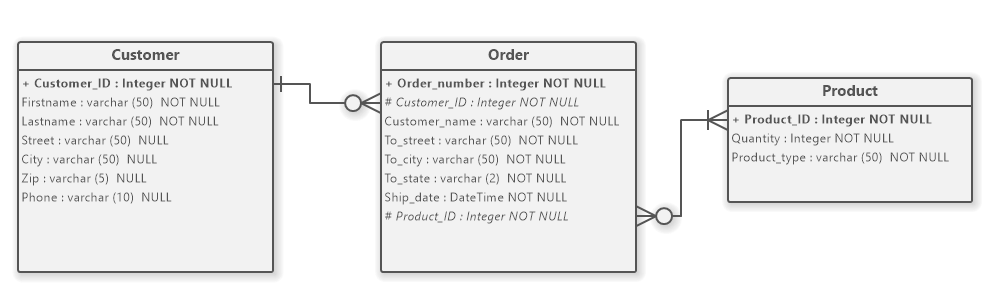 Customer
+ Customer_ID : Integer NOT NULL
Firstname : varchar (50)  NOT NULL
Lastname : varchar (50)  NOT NULL
Street : varchar (50)  NULL
City : varchar (50)  NULL
Zip : varchar (5)  NULL
Phone : varchar (10)  NULL
Order
+ Order_number : Integer NOT NULL
# Customer_ID : Integer NOT NULL
Customer_name : varchar (50)  NOT NULL
To_street : varchar (50)  NOT NULL
To_city : varchar (50)  NOT NULL
To_state : varchar (2)  NOT NULL
Ship_date : DateTime NOT NULL
# Product_ID : Integer NOT NULL
Product
+ Product_ID : Integer NOT NULL
Quantity : Integer NOT NULL
Product_type : varchar (50)  NOT NULL